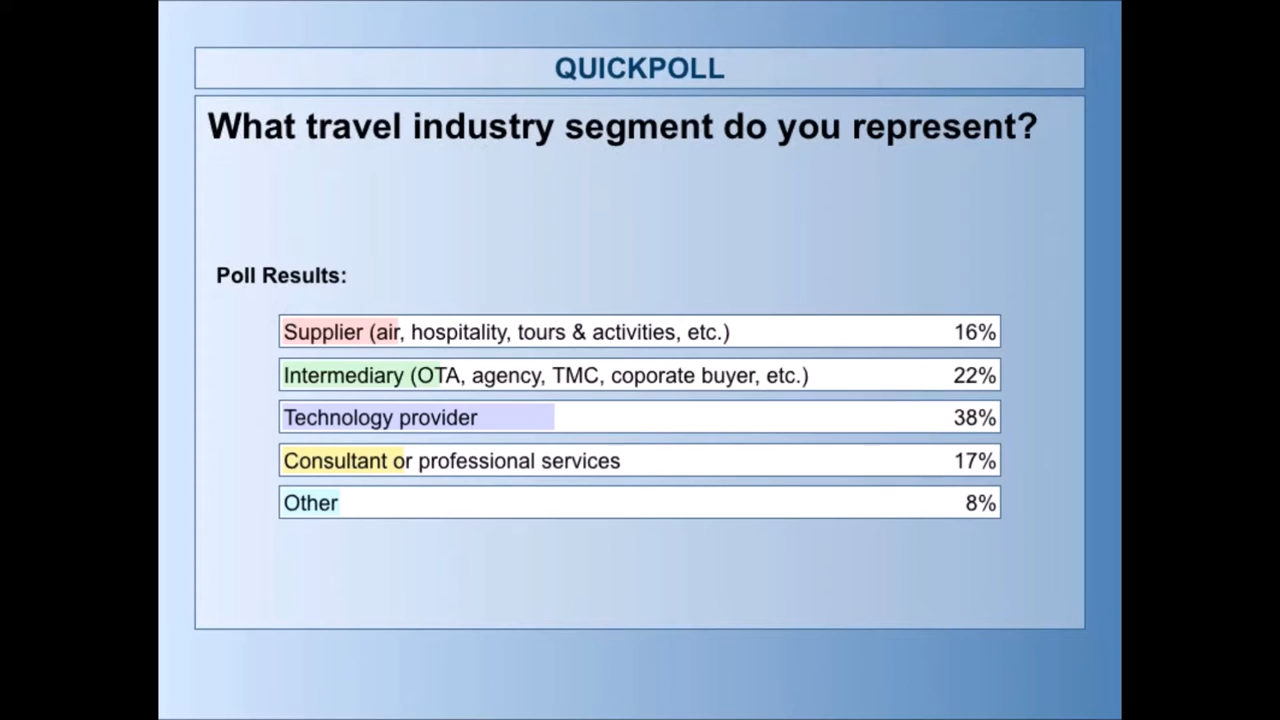 QUICKPOLL
What travel industry segment do you represent?
Poll Results:
Supplier (air, hospitality, tours & activities, etc.) 16%
Intermediary (OTA, agency, TMC, coporate buyer, etc.) 22%
Technology provider 38%
Consultant or professional services 17%
Other 8%